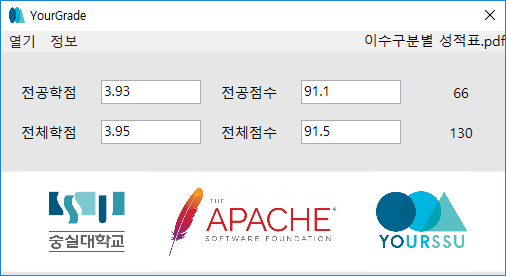 YourGrade
열기 정보 이수구분별 성적표.pdf
전공학점 3.93 전공점수 91.1 66
전체학점 3.95 전체점수 91.5 130
숭실대학교
THE
APACHE®
SOFTWARE FOUNDATION
YOURSSU